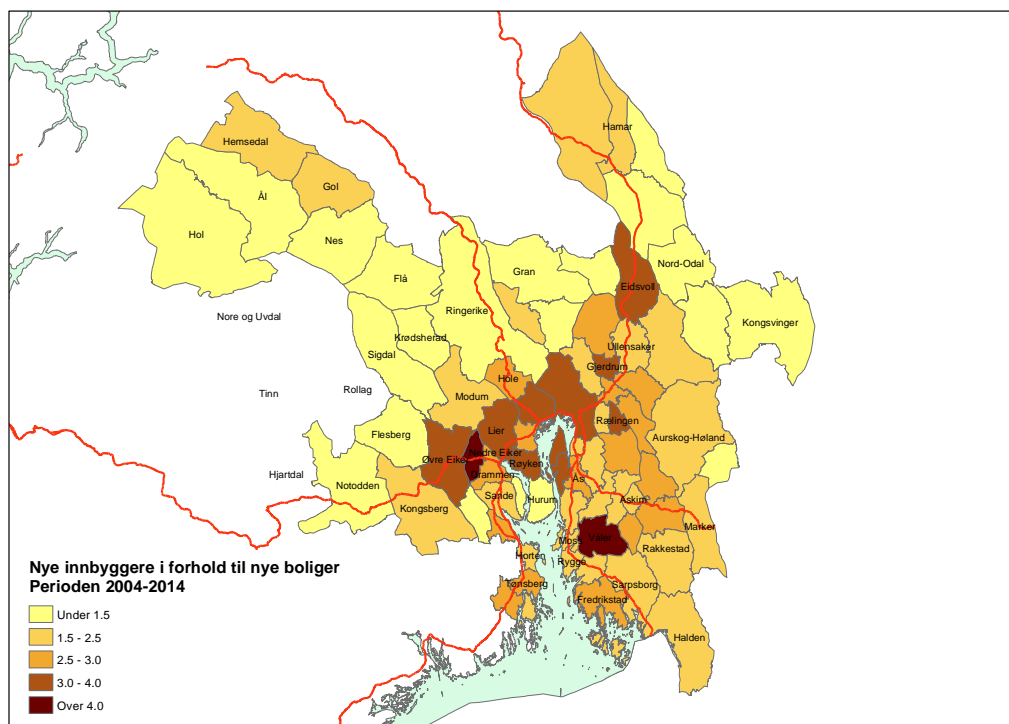 Hamar
Hemsedal
Gol
Ål
Hol
Nes
Gran
Nord-Odal
Flå
Eidsvoll
Ringerike
Kongsvinger
Nore og Uvdal
Krødsherad
Ullensaker
Sigdal
Gjerdrum
Hole
Tinn
Rollag
Modum
Rælingen
Lier
Flesberg
Aurskog-Høland
Øvre Eiker
Nedre Eiker
Røyken
Hjartdal
Drammen
Ås
Notodden
Sande
Hurum
Askim
Kongsberg
Marker
Våler
Moss
Rakkestad
Horten
Rygge
Tønsberg
Sarpsborg
Fredrikstad
Halden
Nye innbyggere i forhold til nye boliger
Perioden 2004-2014
Under 1.5
1.5 - 2.5
2.5 - 3.0
3.0 - 4.0
Over 4.0